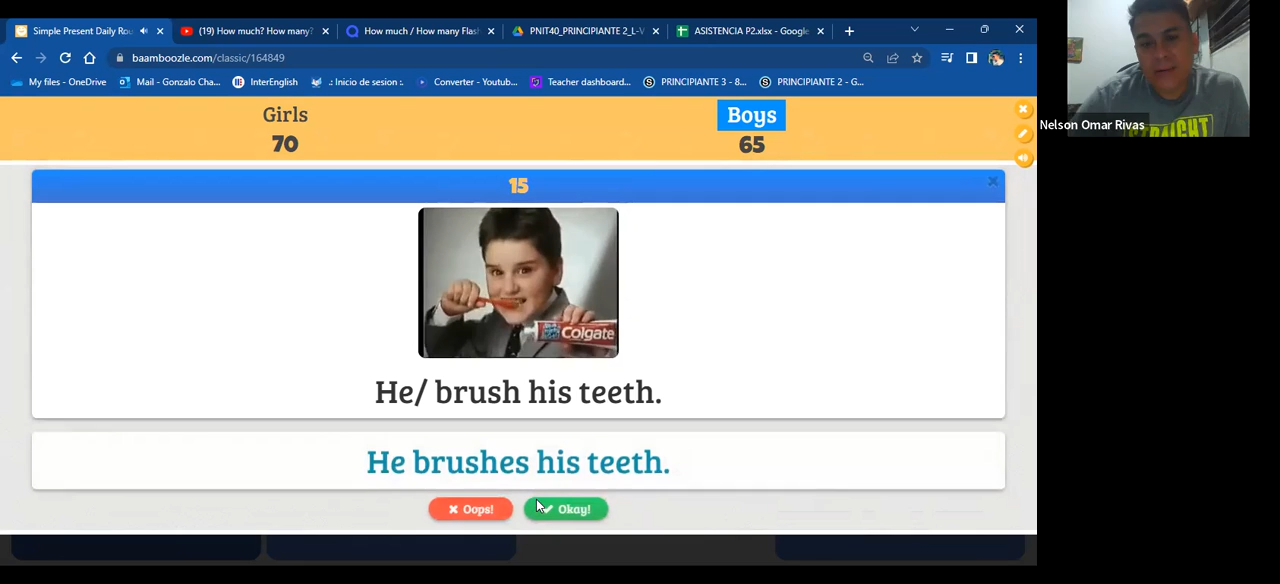 Simple Present Daily Rou
(19) How much? How many?
How much / How many Flas
PNIT40_PRINCIPIANTE 2_L-V
ASISTENCIA P2.xlsx - Google
baamboozle.com/classic/164849
My files - OneDrive
Mail - Gonzalo Cha...
InterEnglish
.: Inicio de sesion :.
Converter - Youtub...
Teacher dashboard...
PRINCIPIANTE 3 - 8...
PRINCIPIANTE 2 - G...
Girls
70
Boys
65
15
Colgate
He/ brush his teeth.
He brushes his teeth.
Oops!
Okay!
Nelson Omar Rivas
STRAIGHT